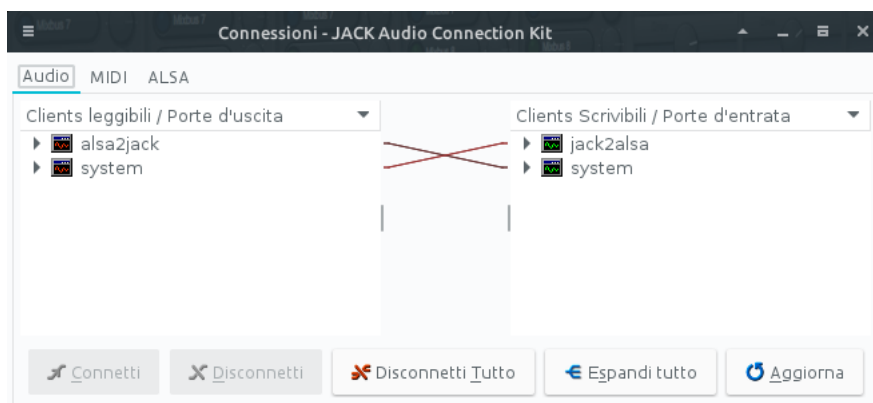 Connessioni - JACK Audio Connection Kit
Audio MIDI ALSA
Clients leggibili / Porte d'uscita
alsa2jack
system
Clients Scrivibili / Porte d'entrata
jack2alsa
system
Connetti Disconnetti Disconnetti Tutto Espandi tutto Aggiorna